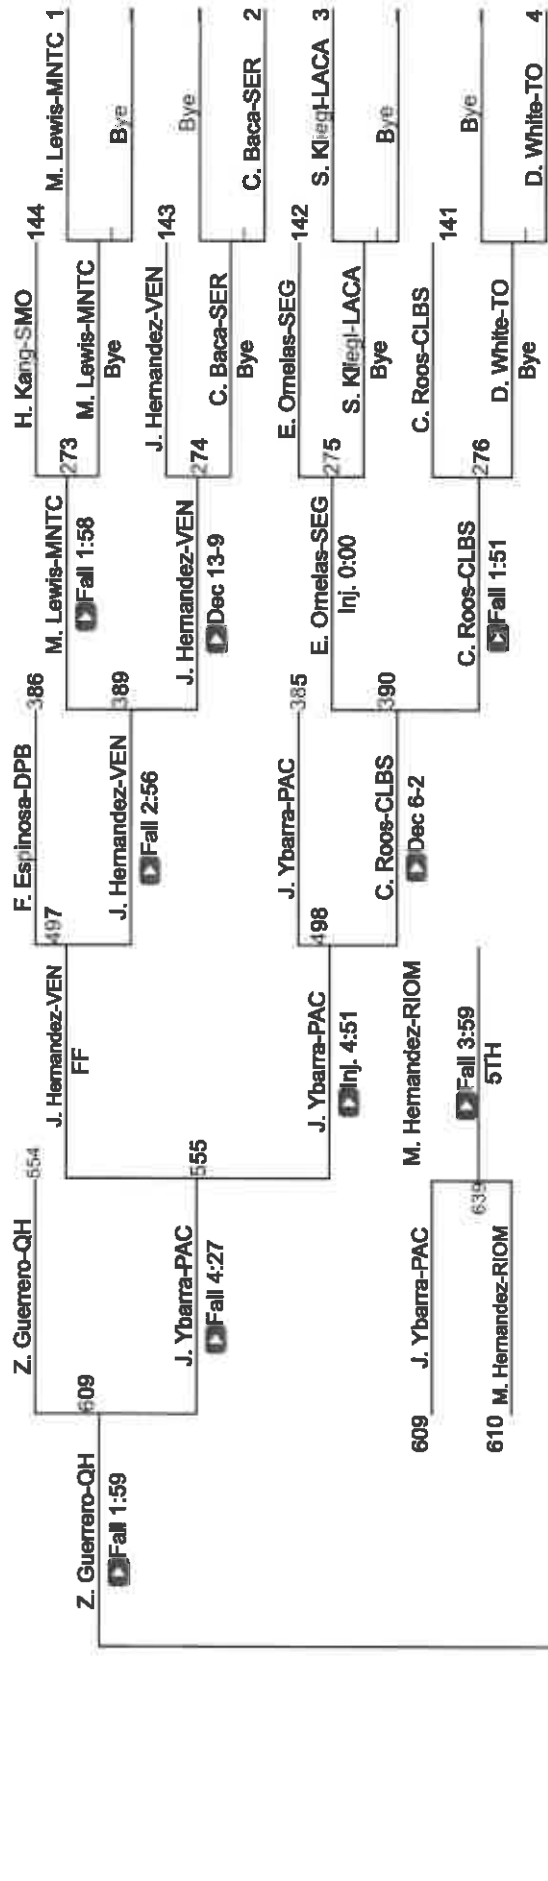 Z. Guerrero-QH 554 F. Espinosa-DPB 386 H. Kang-SMO 144
J. Hernandez-VEN 497 M. Lewis-MNTC 273 M. Lewis-MNTC 1
FF
Z. Guerrero-QH 609 M. Lewis-MNTC
Fall 1:59 J. Hernandez-VEN 389 Fall 1:58 Bye Bye
Fall 2:56
J. Hernandez-VEN 143
J. Ybarra-PAC 555 J. Hernandez-VEN 274 Bye
Fall 4:27 Dec 13-9 C. Baca-SER
Bye C. Baca-SER 2
J. Ybarra-PAC 385 E. Ornelas-SEG 142
J. Ybarra-PAC 498 E. Ornelas-SEG 275 S. Kliegl-LACA 3
Inj. 4:51 Inj. 0:00 S. Kliegl-LACA
C. Roos-CLBS 390 Bye Bye
Dec 6-2
609 J. Ybarra-PAC M. Hernandez-RIOM C. Roos-CLBS 141
639 Fall 3:59 C. Roos-CLBS 276 Bye
5TH Fall 1:51
610 M. Hernandez-RIOM D. White-TO
Bye D. White-TO 4